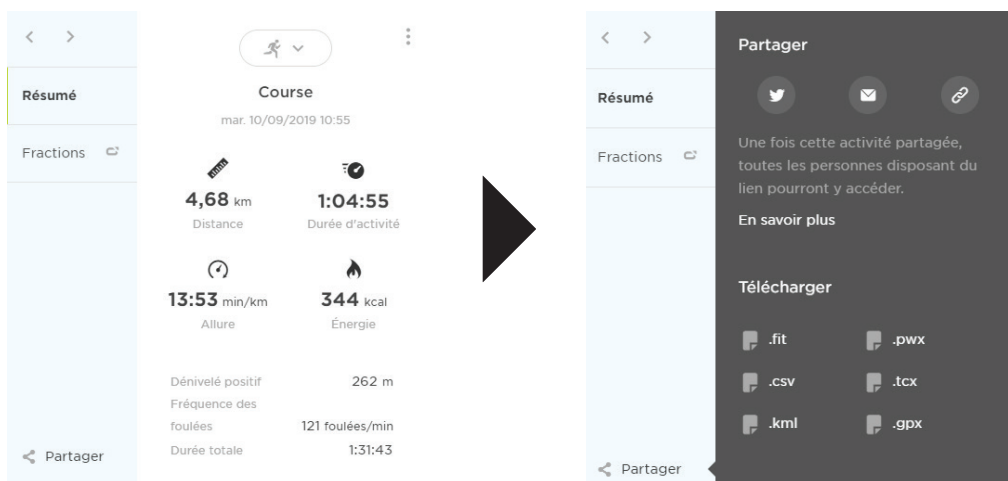 Résumé
Fractions
Partager
Course
mar. 10/09/2019 10:55
4,68 km
Distance
1:04:55
Durée d'activité
13:53 min/km
Allure
344 kcal
Énergie
Dénivelé positif 262 m
Fréquence des
foulées 121 foulées/min
Durée totale 1:31:43
Résumé
Fractions
Partager
Partager
Une fois cette activité partagée,
toutes les personnes disposant du
lien pourront y accéder.
En savoir plus
Télécharger
.fit .pwx
.csv .tcx
.kml .gpx